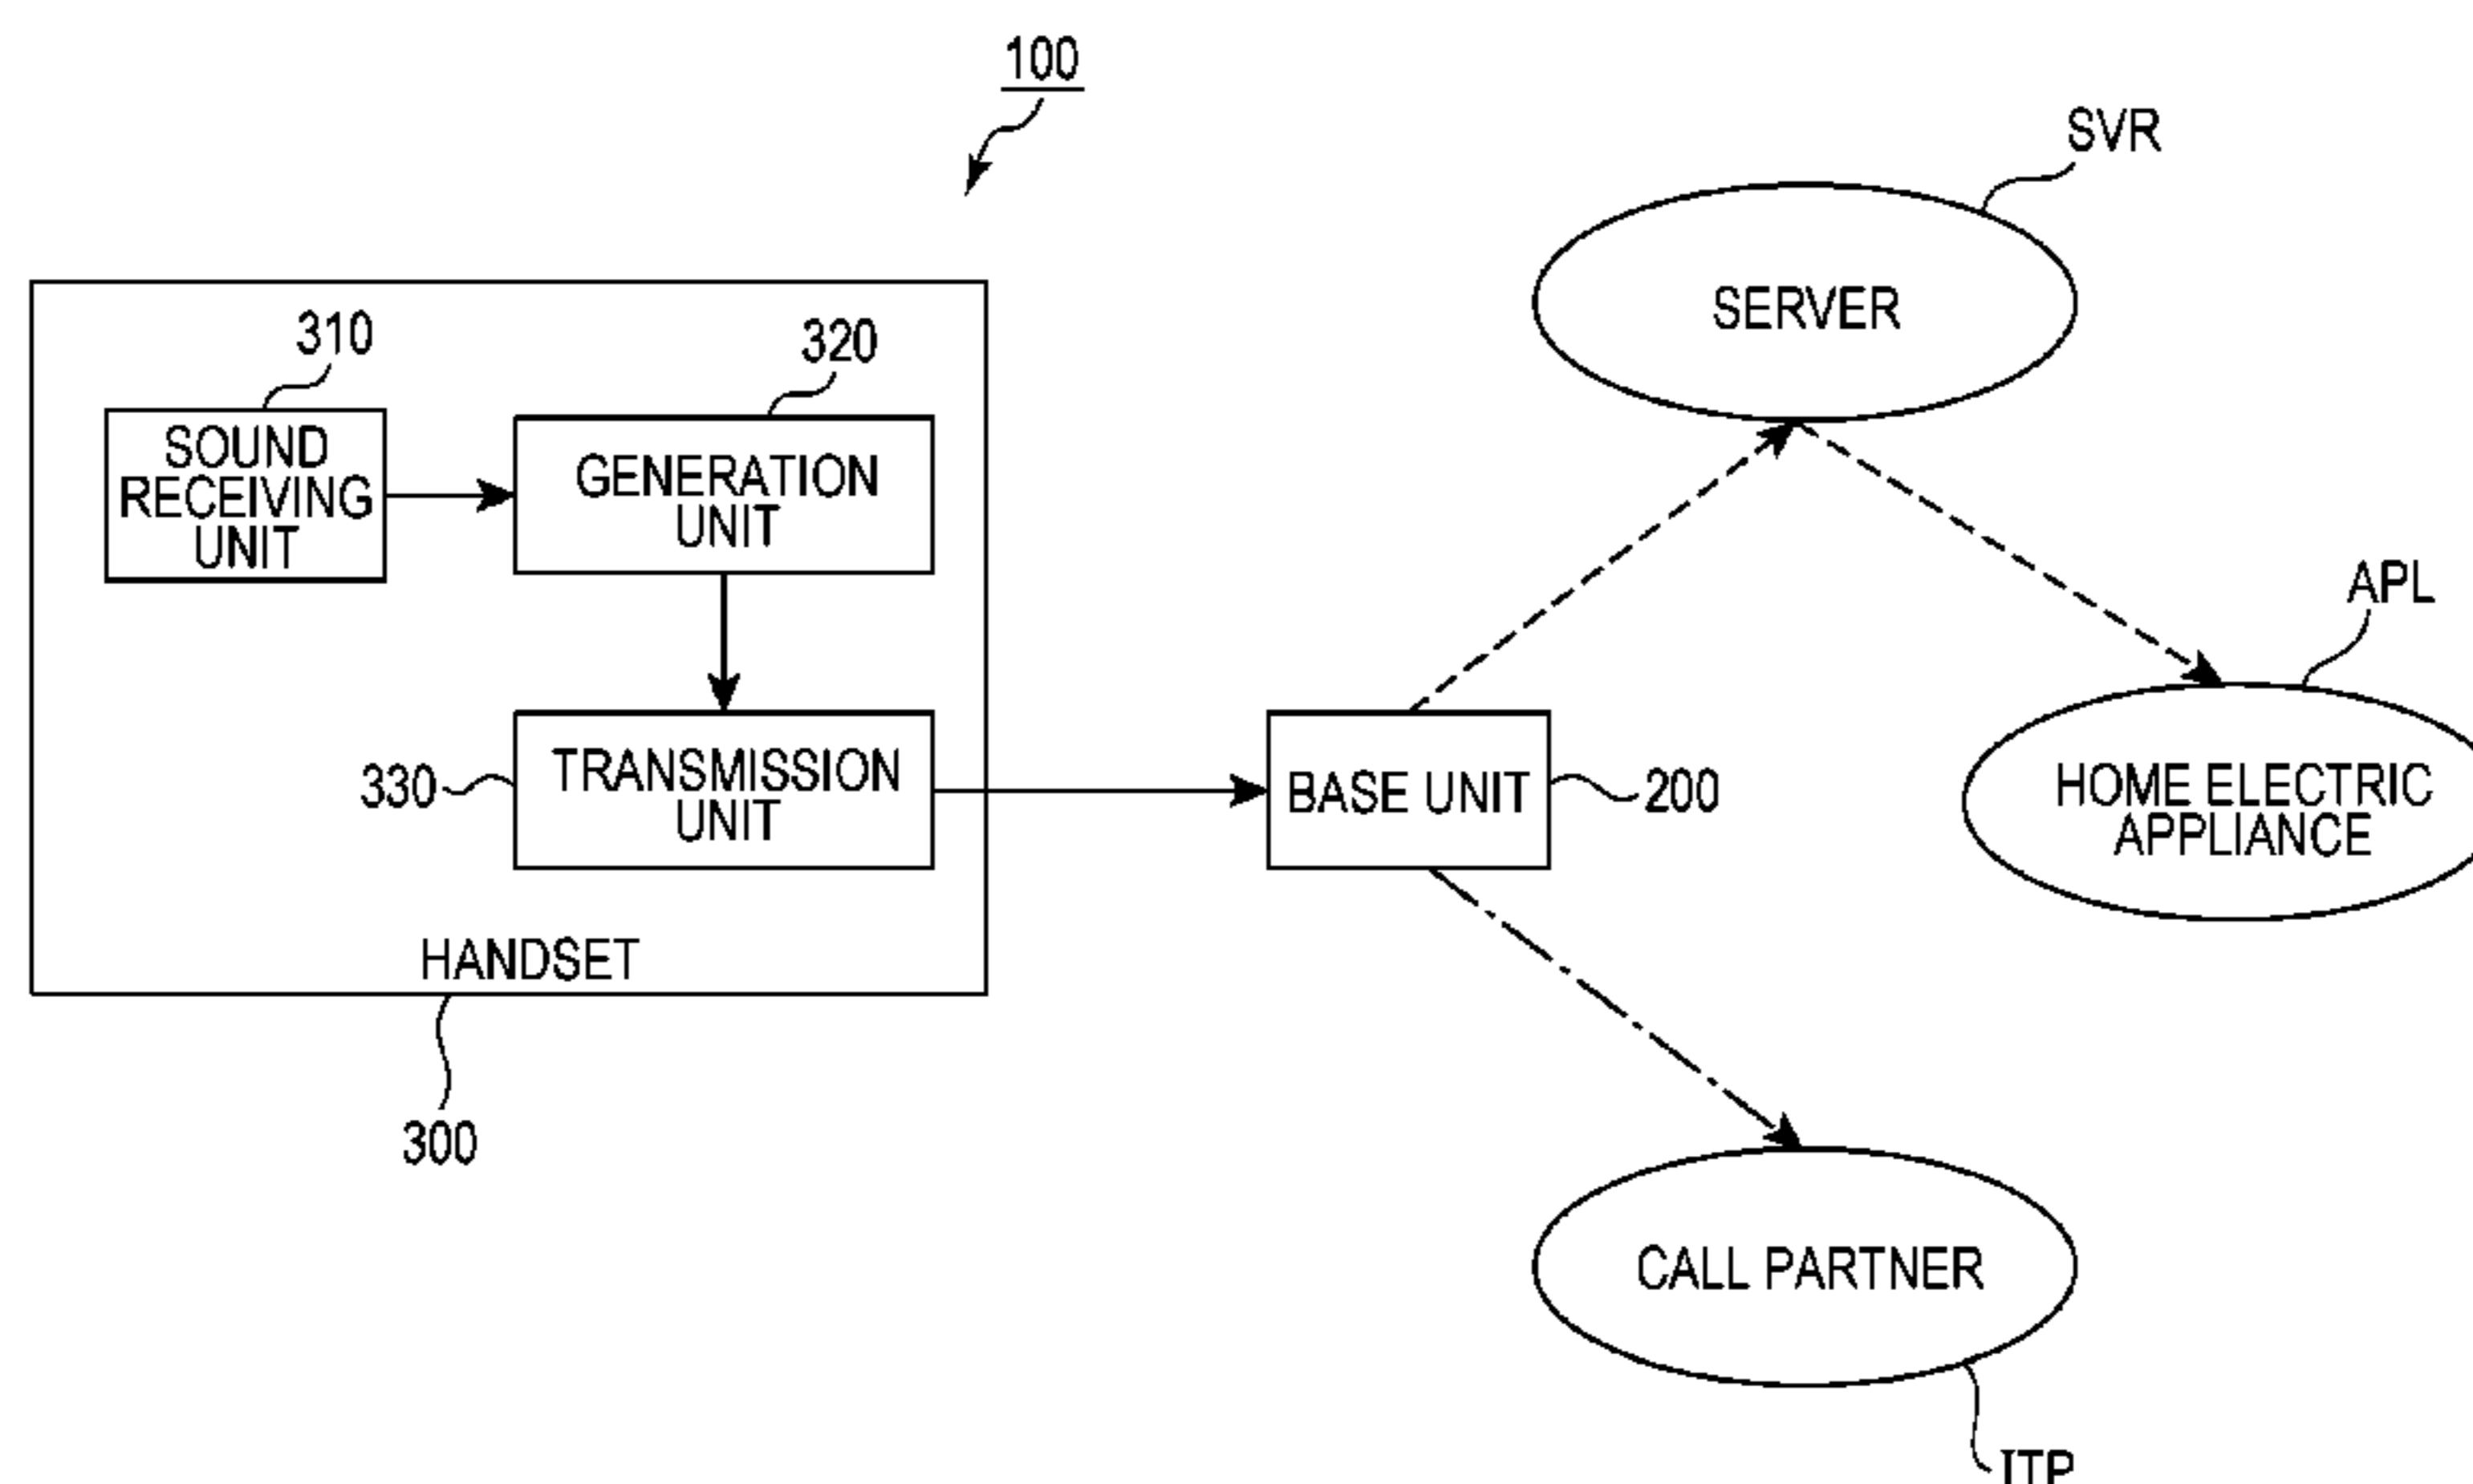 100
SVR
SERVER
310
320
SOUND
RECEIVING
UNIT
GENERATION
UNIT
APL
HOME ELECTRIC
APPLIANCE
330
TRANSMISSION
UNIT
BASE UNIT
200
HANDSET
300
CALL PARTNER
ITP